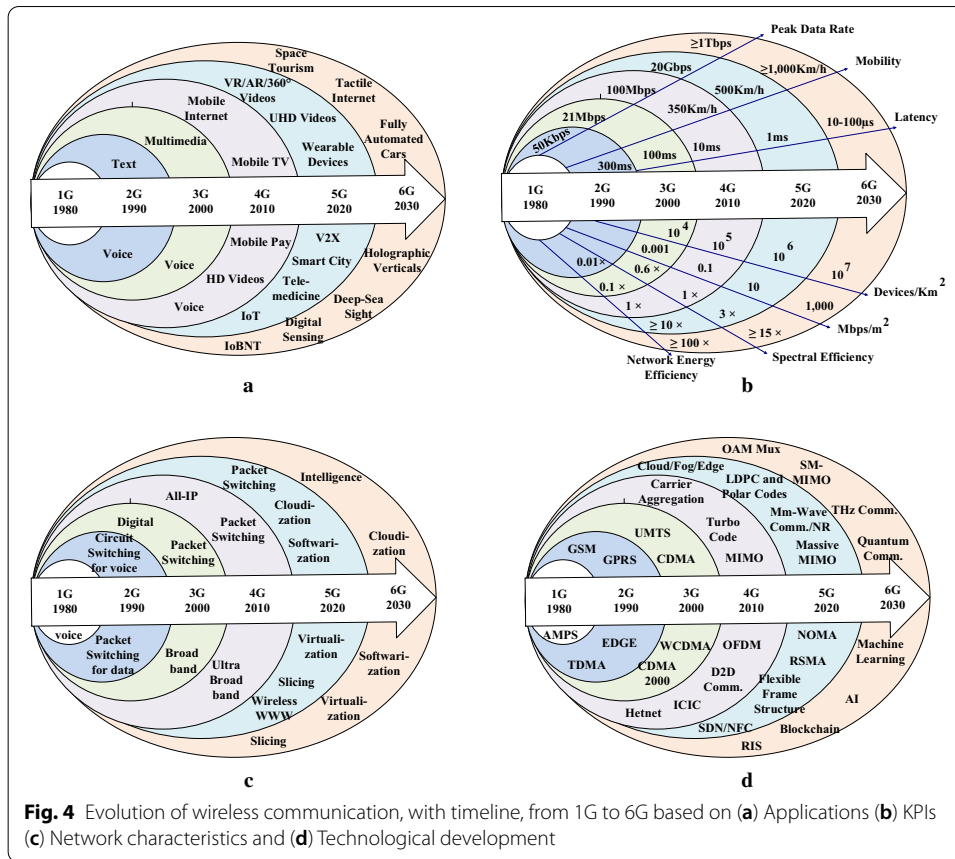 Space
Tourism
Tactile
Internet
VR/AR/360°
Videos
Mobile
Internet
UHD Videos
Fully
Automated
Cars
Multimedia
Wearable
Devices
Mobile TV
Text
1G
1980
2G
1990
3G
2000
4G
2010
5G
2020
6G
2030
Voice
Voice
Mobile Pay
V2X
Holographic
Verticals
HD Videos
Smart City
Tele-
medicine
Voice
IoT
Deep-Sea
Sight
Digital
Sensing
IoBNT
a
Peak Data Rate
≥1Tbps
Mobility
20Gbps
≥1,000Km/h
100Mbps
500Km/h
350Km/h
21Mbps
10-100μs
Latency
50Kbps
1ms
10ms
100ms
300ms
1G
1980
2G
1990
3G
2000
4G
2010
5G
2020
6G
2030
10 4
10 5
10 6
10 7
0.001
0.01×
0.6 ×
0.1
10
1,000
Devices/Km2
0.1 ×
1 ×
1 ×
3 ×
≥ 15 ×
Mbps/m2
≥ 10 ×
≥ 100 ×
Network Energy
Efficiency
Spectral Efficiency
b
Packet
Switching
Intelligence
All-IP
Cloudi-
zation
Digital
Packet
Switching
Circuit
Switching
for voice
Packet
Switching
Softwari-
zation
Cloudi-
zation
1G
1980
2G
1990
3G
2000
4G
2010
5G
2020
6G
2030
voice
Packet
Switching
for data
Broad
band
Ultra
Broad
band
Virtuali-
zation
Softwari-
zation
Slicing
Wireless
WWW
Virtuali-
zation
Slicing
c
OAM Mux
Cloud/Fog/Edge
SM-
MIMO
Carrier
Aggregation
LDPC and
Polar Codes
THz Comm.
Mm-Wave
Comm./NR
UMTS
Turbo
Code
GSM
GPRS
CDMA
MIMO
Massive
MIMO
Quantum
Comm.
1G
1980
2G
1990
3G
2000
4G
2010
5G
2020
6G
2030
AMPS
EDGE
WCDMA
OFDM
NOMA
Machine
Learning
TDMA
CDMA
2000
D2D
Comm.
RSMA
Flexible
Frame
Structure
Hetnet
ICIC
AI
SDN/NFC
Blockchain
RIS
d
Fig. 4 Evolution of wireless communication, with timeline, from 1G to 6G based on (a) Applications (b) KPIs
(c) Network characteristics and (d) Technological development